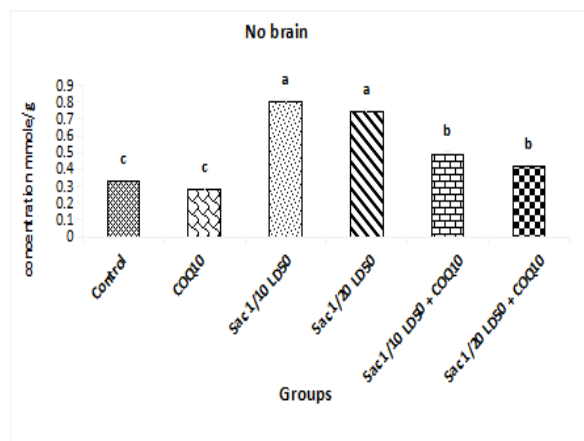 No brain
concentration mmole/g
0.9
0.8
0.7
0.6
0.5
0.4
0.3
0.2
0.1
0
c
c
a
a
b
b
Control
COQ10
Sac 1/10 LD50
Sac 1/20 LD50
Sac 1/10 LD50 + COQ10
Sac 1/20 LD50 + COQ10
Groups